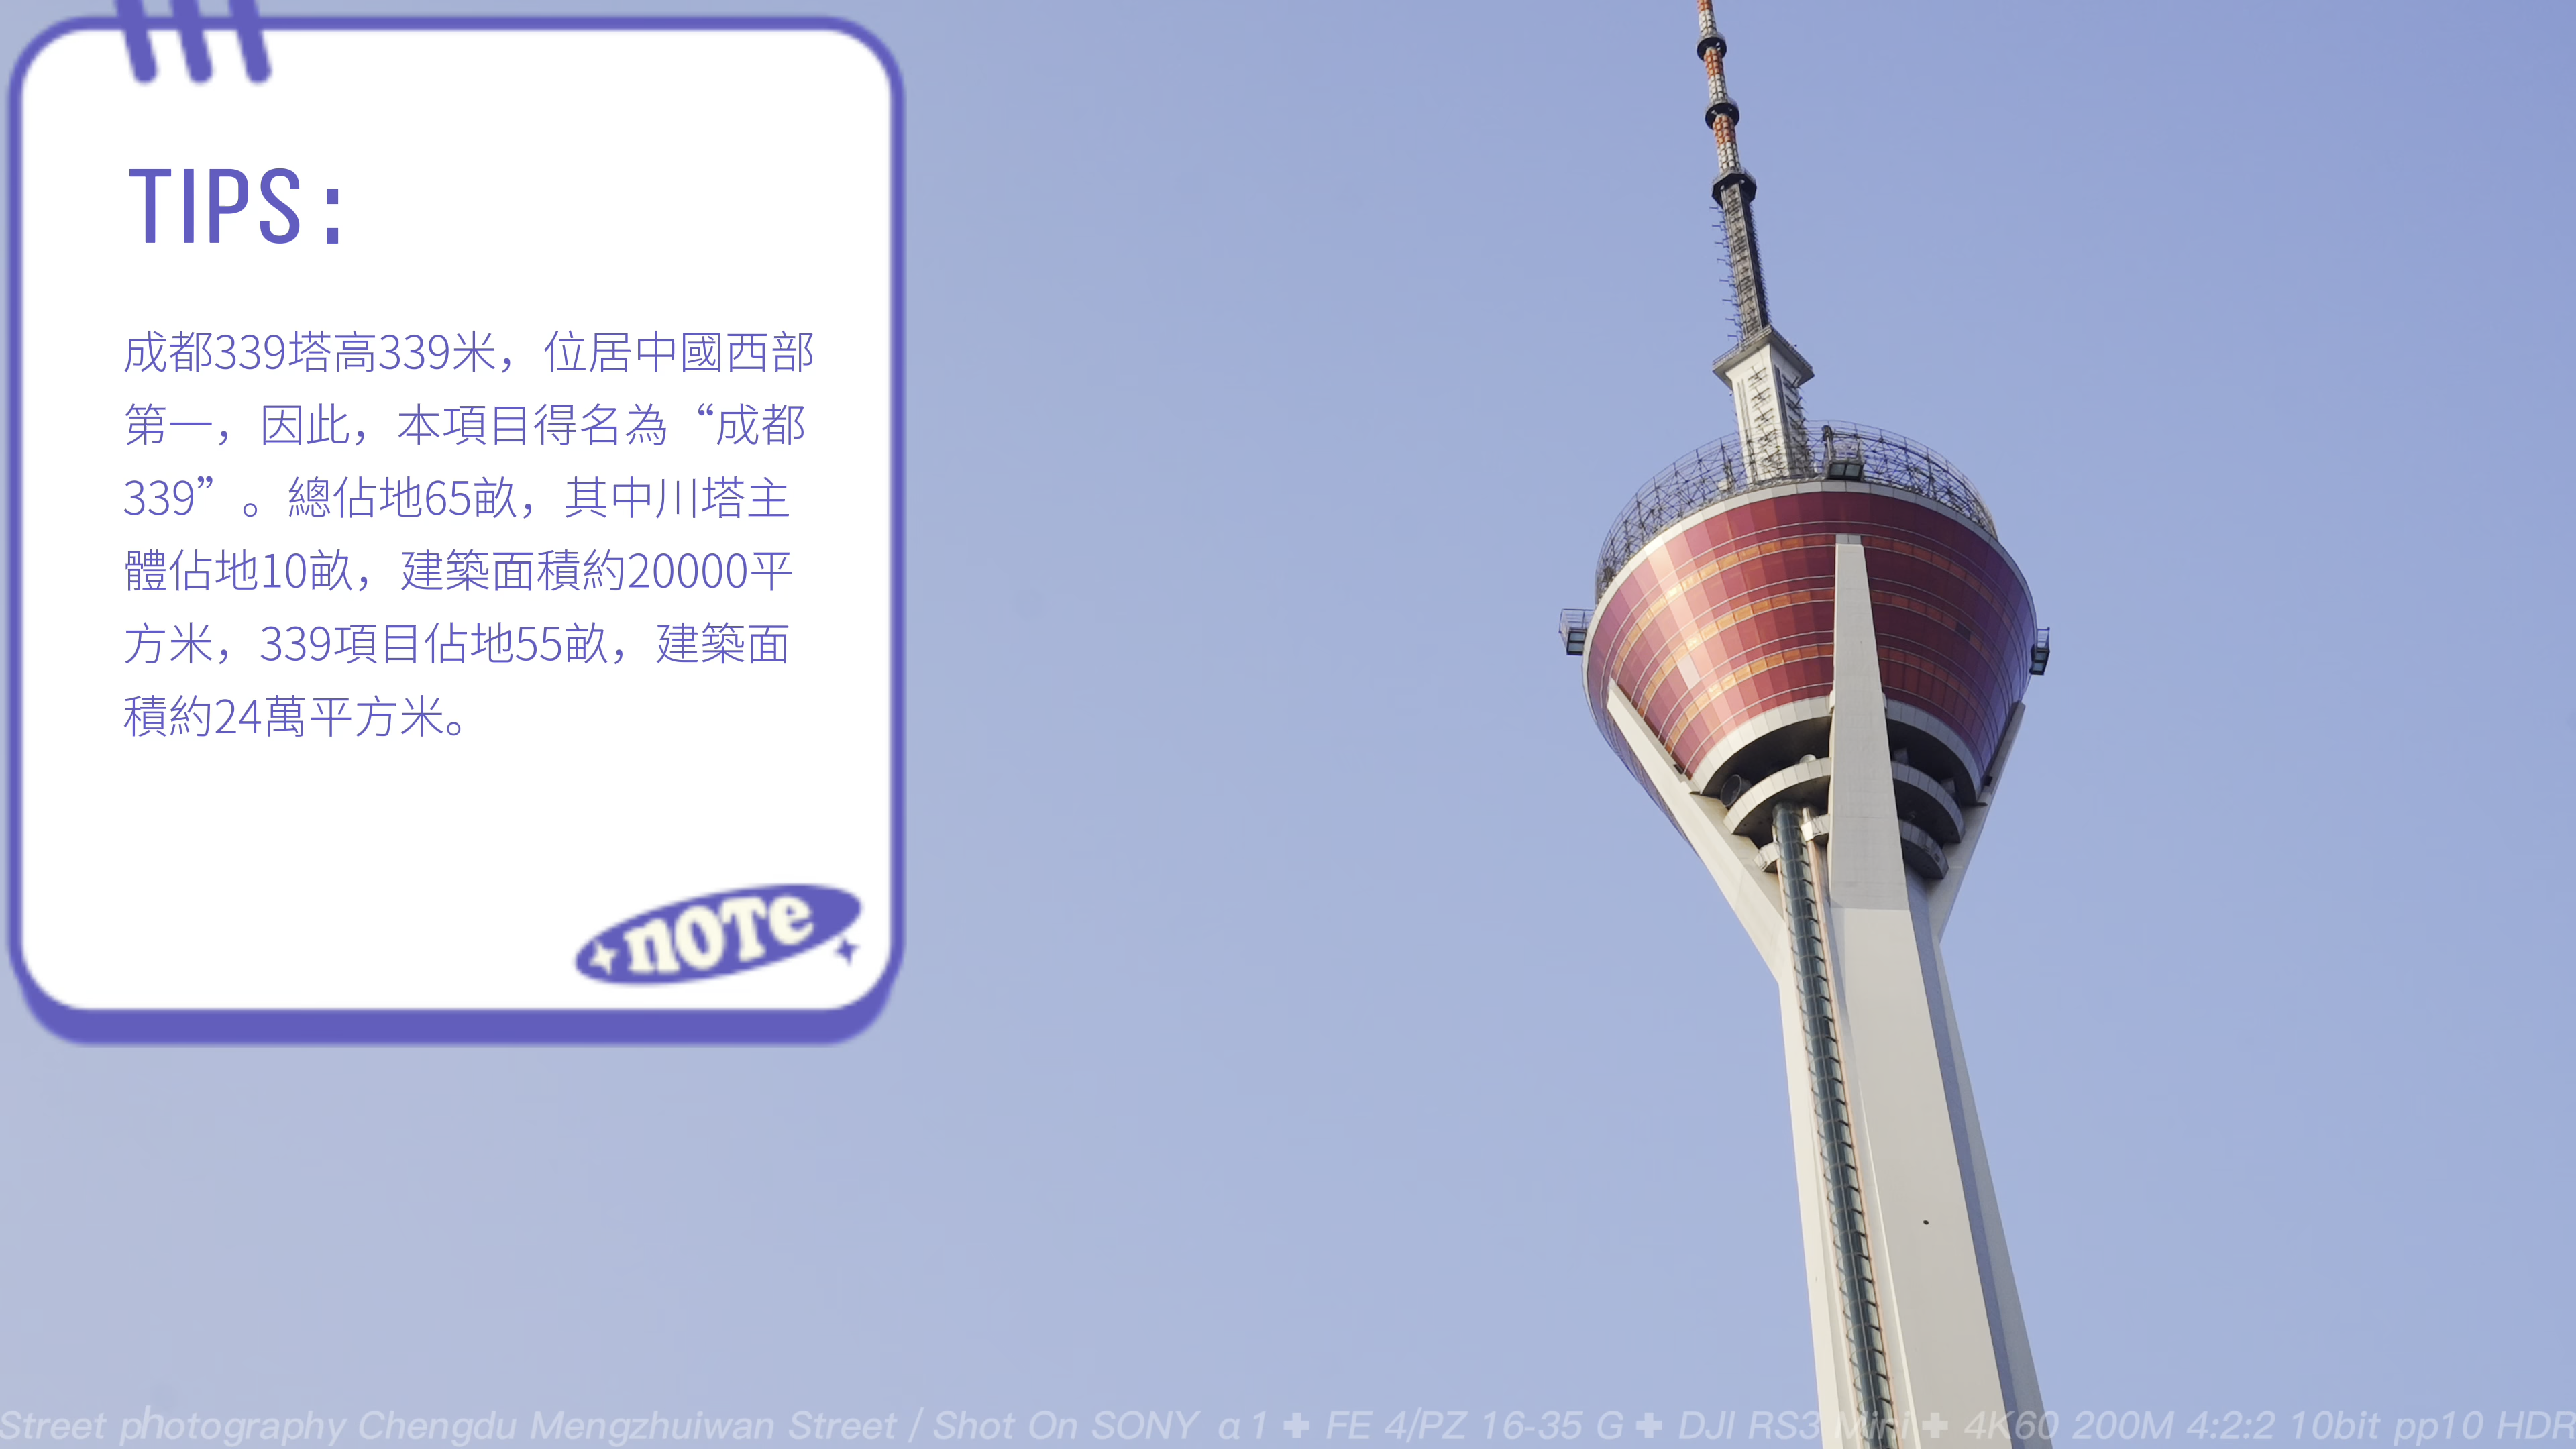 TIPS:
成都339塔高339米，位居中國西部
第一，因此，本項目得名為“成都
339”。總佔地65畝，其中川塔主
體佔地10畝，建築面積約20000平
方米，339項目佔地55畝，建築面
積約24萬平方米。
nOTe
Street photography Chengdu Mengzhuiwan Street / Shot On SONY α1 ✚ FE 4/PZ 16-35 G ✚ DJI RS3 Mini ✚ 4K60 200M 4:2:2 10bit pp10 HDR